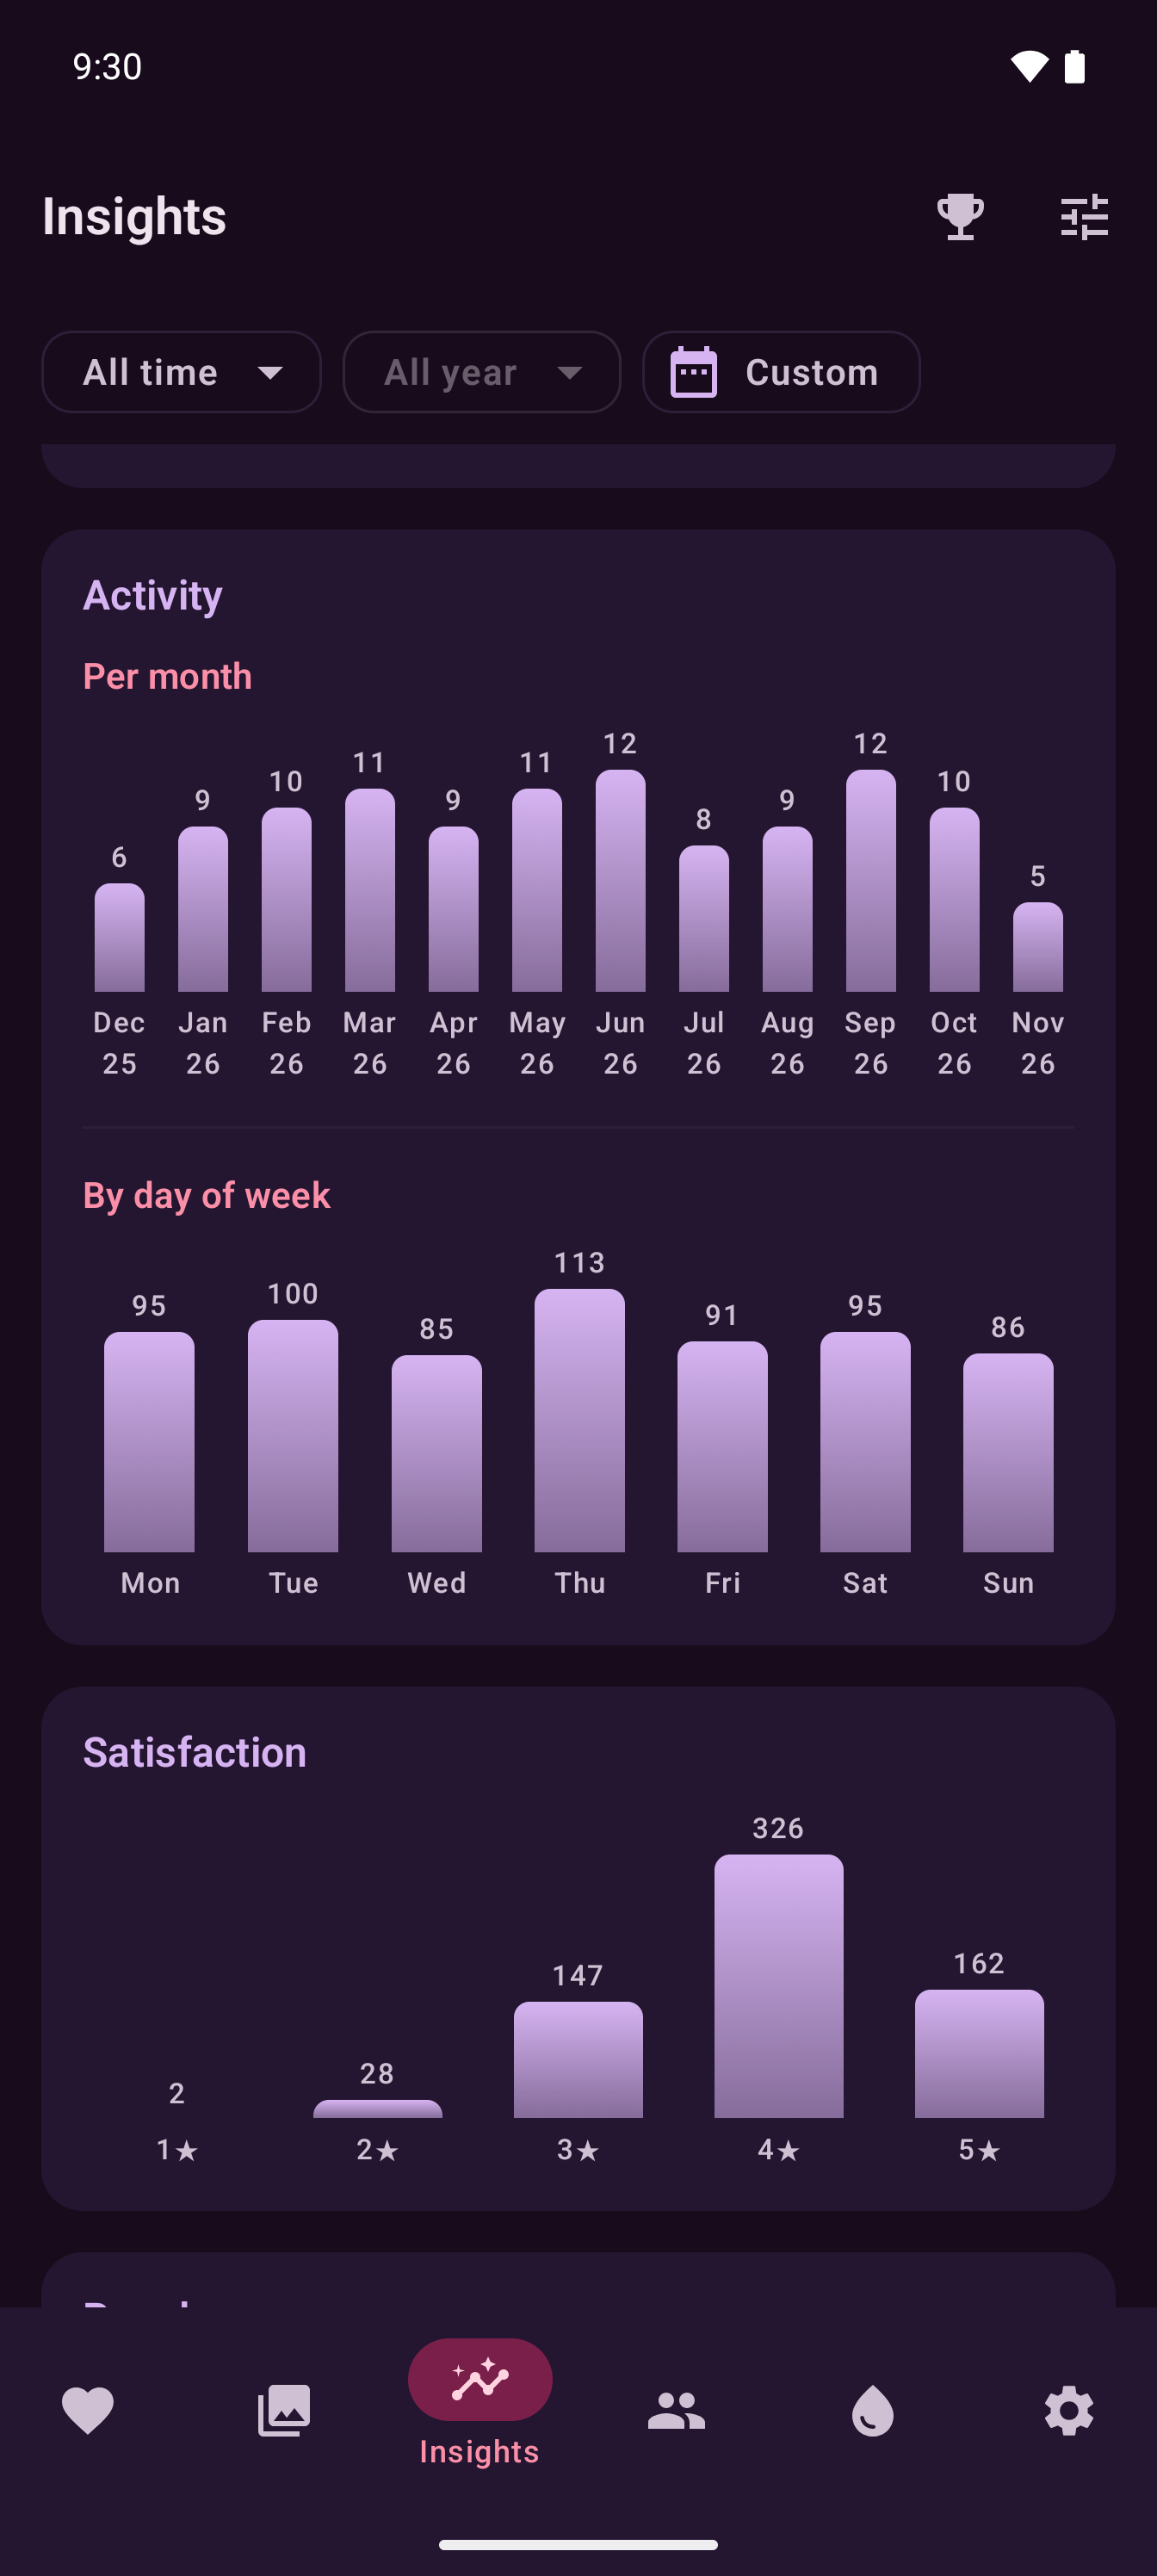 9:30
Insights
All time
All year
Custom
Activity
Per month
6 9 10 11 9 11 12 8 9 12 10 5
Dec Jan Feb Mar Apr May Jun Jul Aug Sep Oct Nov
25 26 26 26 26 26 26 26 26 26 26 26
By day of week
95 100 85 113 91 95 86
Mon Tue Wed Thu Fri Sat Sun
Satisfaction
2 28 147 326 162
1★ 2★ 3★ 4★ 5★
Insights